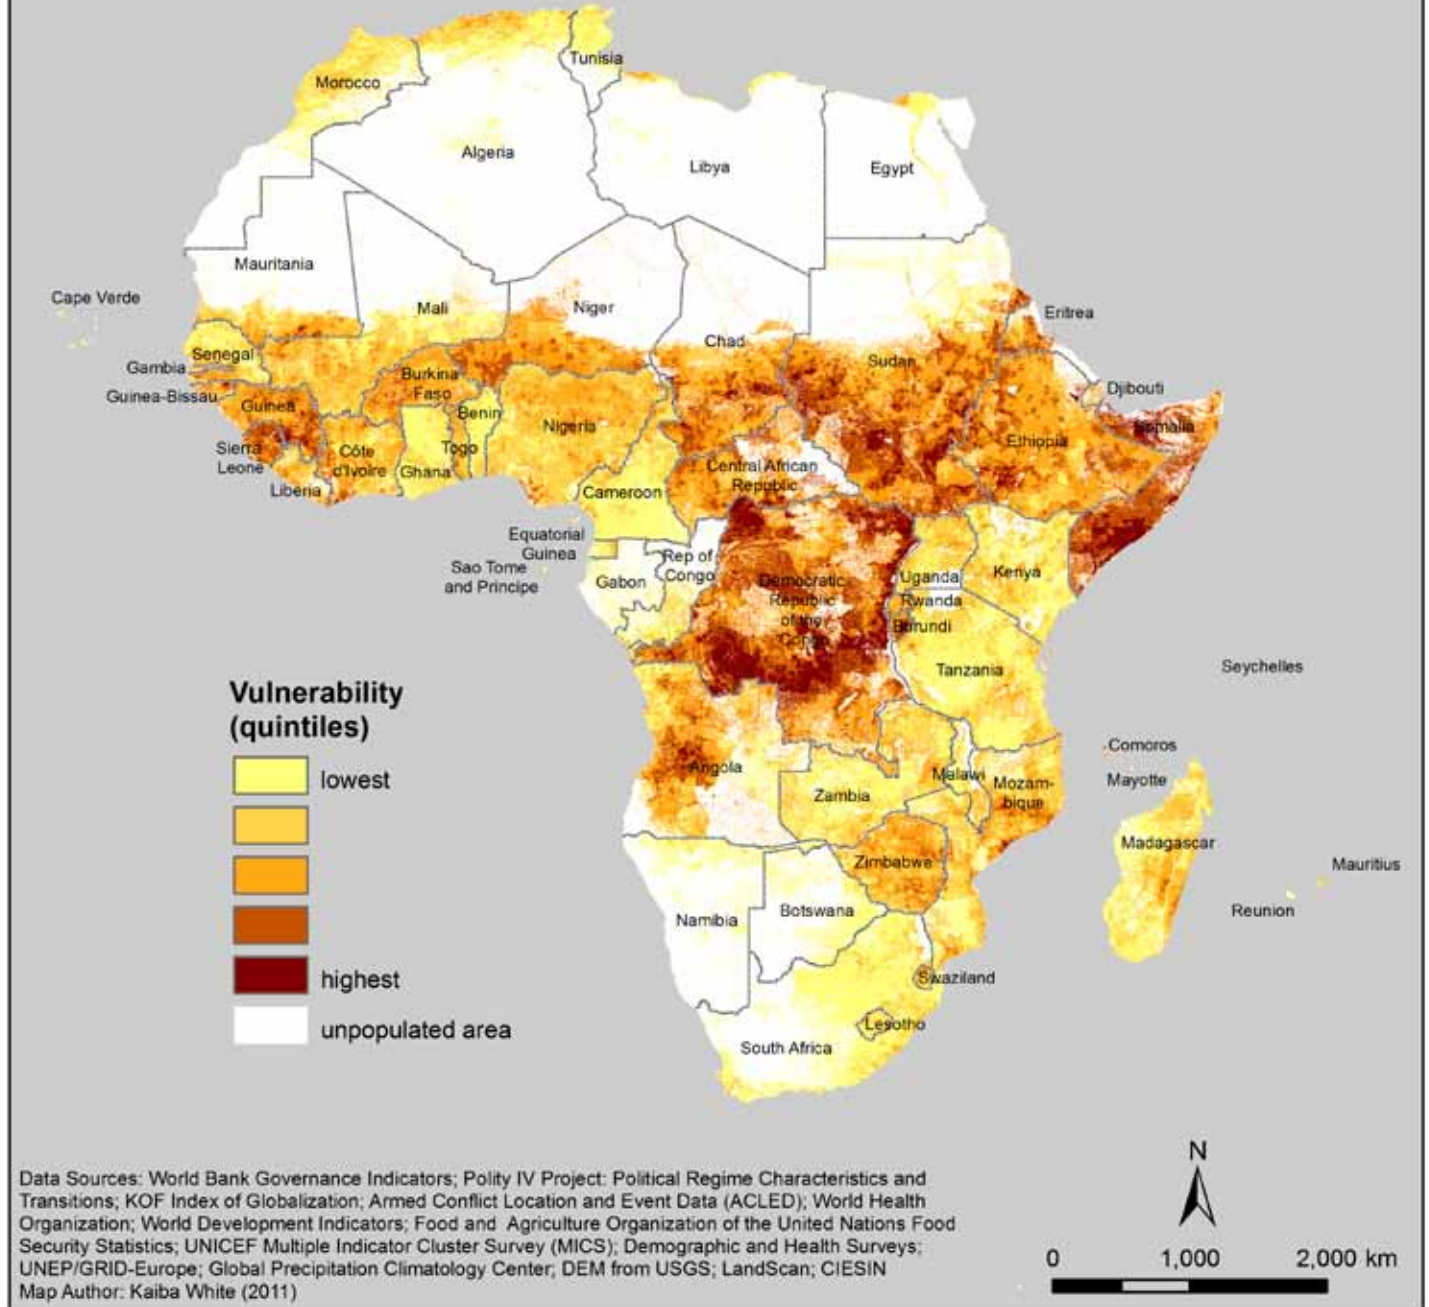 Tunisia
Morocco
Algeria
Libya
Egypt
Mauritania
Cape Verde
Mali
Niger
Eritrea
Chad
Senegal
Sudan
Gambia
Burkina
Faso
Djibouti
Guinea-Bissau
Guinea
Benin
Nigeria
Somalia
Ethiopia
Sierra
Leone
Côte
d'Ivoire
Togo
Ghana
Central African
Republic
Liberia
Cameroon
Equatorial
Guinea
Sao Tome
and Principe
Rep of
Congo
Gabon
Democratic
Republic
of the
Congo
Uganda
Kenya
Rwanda
Burundi
Tanzania
Seychelles
Comoros
Mayotte
Angola
Malawi
Mozam-
bique
Zambia
Madagascar
Zimbabwe
Mauritius
Reunion
Namibia
Botswana
Swaziland
Lesotho
South Africa
Vulnerability
(quintiles)
lowest
highest
unpopulated area
N
0 1,000 2,000 km
Data Sources: World Bank Governance Indicators; Polity IV Project: Political Regime Characteristics and
Transitions; KOF Index of Globalization; Armed Conflict Location and Event Data (ACLED); World Health
Organization; World Development Indicators; Food and Agriculture Organization of the United Nations Food
Security Statistics; UNICEF Multiple Indicator Cluster Survey (MICS); Demographic and Health Surveys;
UNEP/GRID-Europe; Global Precipitation Climatology Center; DEM from USGS; LandScan; CIESIN
Map Author: Kaiba White (2011)